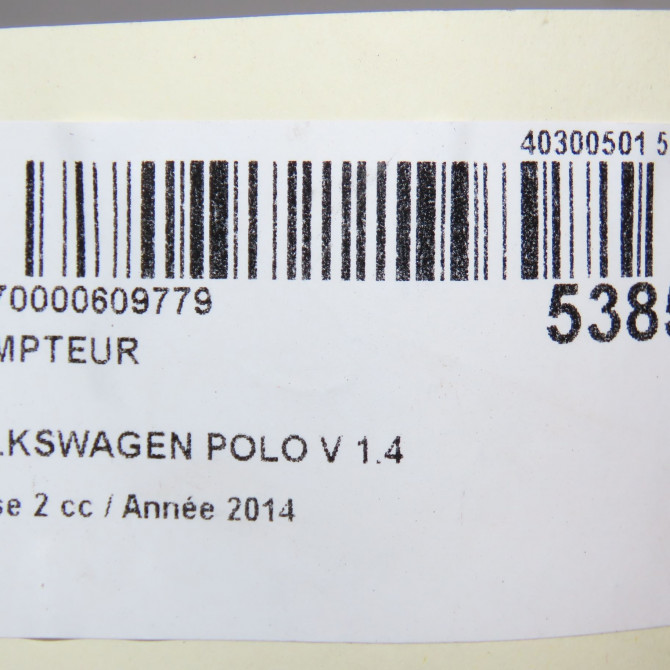 40300501 5
70000609779
5385
MPTEUR
LKSWAGEN POLO V 1.4
se 2 cc / Année 2014